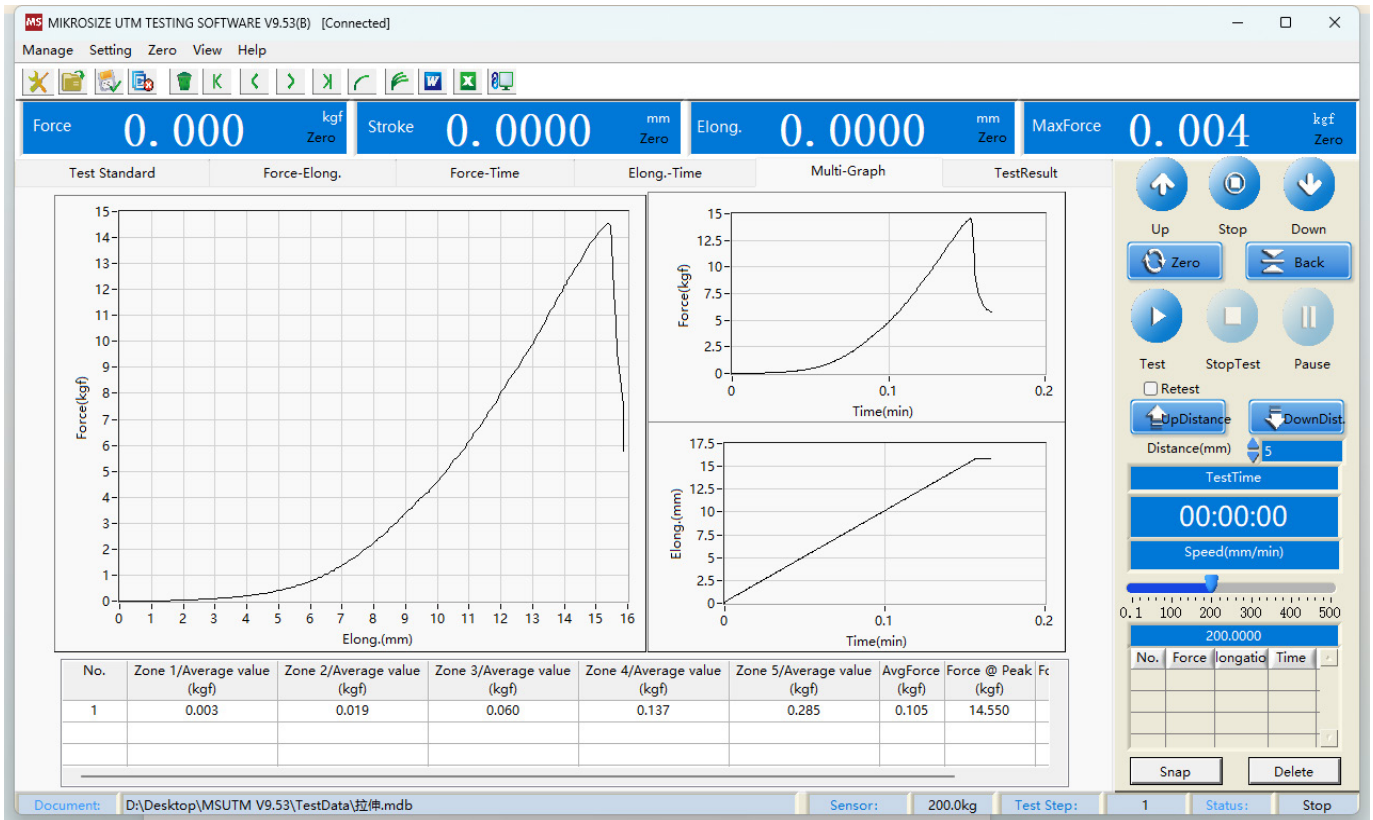 MS MIKROSIZE UTM TESTING SOFTWARE V9.53(B) [Connected]
Manage Setting Zero View Help
Force 0.000 kgf Zero
Stroke 0.0000 mm Zero
Elong. 0.0000 mm Zero
MaxForce 0.004 kgf Zero
Test Standard Force-Elong. Force-Time Elong.-Time Multi-Graph TestResult
15
14
13
12
11
10
9
8
7
6
5
4
3
2
1
0
Force(kgf)
0 1 2 3 4 5 6 7 8 9 10 11 12 13 14 15 16
Elong.(mm)
15
12.5
10
7.5
5
2.5
0
Force(kgf)
0 0.1 0.2
Time(min)
17.5
15
12.5
10
7.5
5
2.5
0
Elong.(mm)
0 0.1 0.2
Time(min)
No. Zone 1/Average value Zone 2/Average value Zone 3/Average value Zone 4/Average value Zone 5/Average value AvgForce Force @ Peak Fo
(kgf) (kgf) (kgf) (kgf) (kgf) (kgf) (kgf)
1 0.003 0.019 0.060 0.137 0.285 0.105 14.550
Up Stop Down
Zero Back
Test StopTest Pause
Retest
UpDistance DownDist.
Distance(mm) 5
TestTime
00:00:00
Speed(mm/min)
0.1 100 200 300 400 500
200.0000
No. Force longatio Time
Snap Delete
Document: D:\Desktop\MSUTM V9.53\TestData\拉伸.mdb Sensor: 200.0kg Test Step: 1 Status: Stop